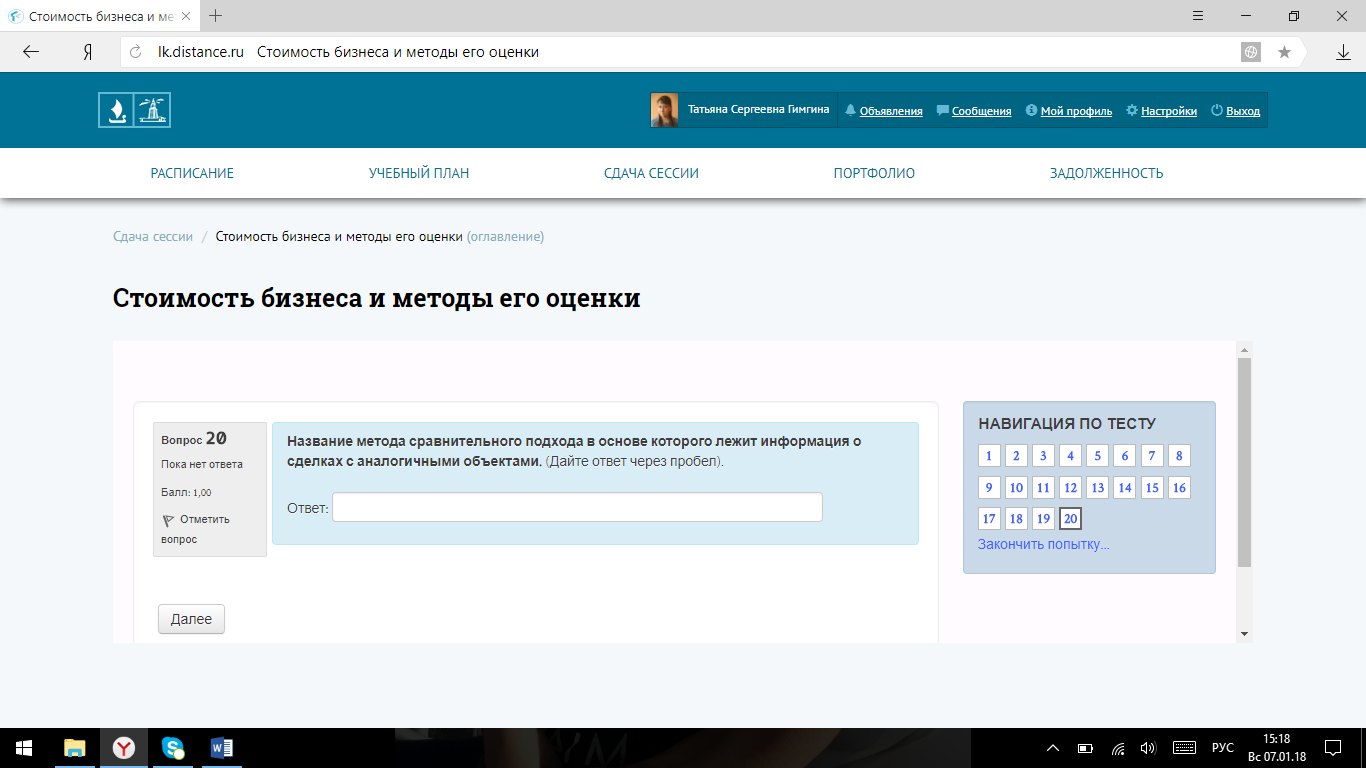 Стоимость бизнеса и ме
lk.distance.ru Стоимость бизнеса и методы его оценки
Татьяна Сергеевна Гимгина Объявления Сообщения Мой профиль Настройки Выход
РАСПИСАНИЕ УЧЕБНЫЙ ПЛАН СДАЧА СЕССИИ ПОРТФОЛИО ЗАДОЛЖЕННОСТЬ
Сдача сессии / Стоимость бизнеса и методы его оценки (оглавление)
Стоимость бизнеса и методы его оценки
Вопрос 20
Пока нет ответа
Балл: 1,00
Отметить
вопрос
Название метода сравнительного подхода в основе которого лежит информация о
сделках с аналогичными объектами. (Дайте ответ через пробел).
Ответ:
Далее
НАВИГАЦИЯ ПО ТЕСТУ
1 2 3 4 5 6 7 8
9 10 11 12 13 14 15 16
17 18 19 20
Закончить попытку...
РУС
15:18
Вс 07.01.18